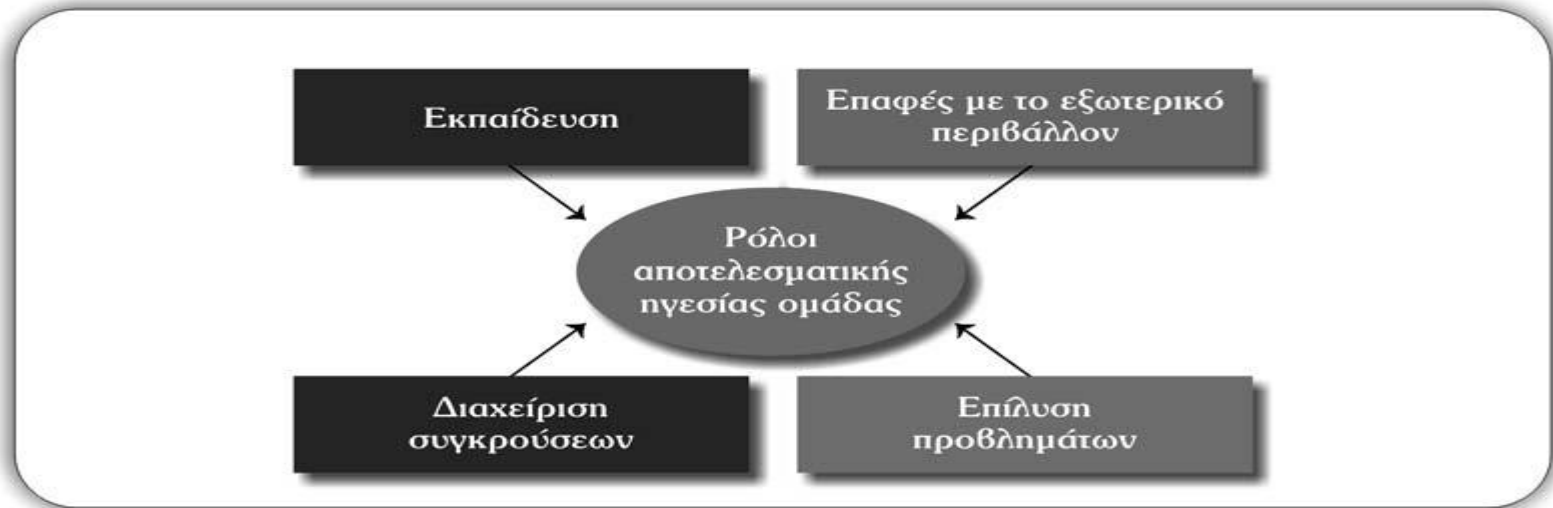 Εκπαίδευση
Επαφές με το εξωτερικό
περιβάλλον
Ρόλοι
αποτελεσματικής
ηγεσίας ομάδας
Διαχείριση
συγκρούσεων
Επίλυση
προβλημάτων